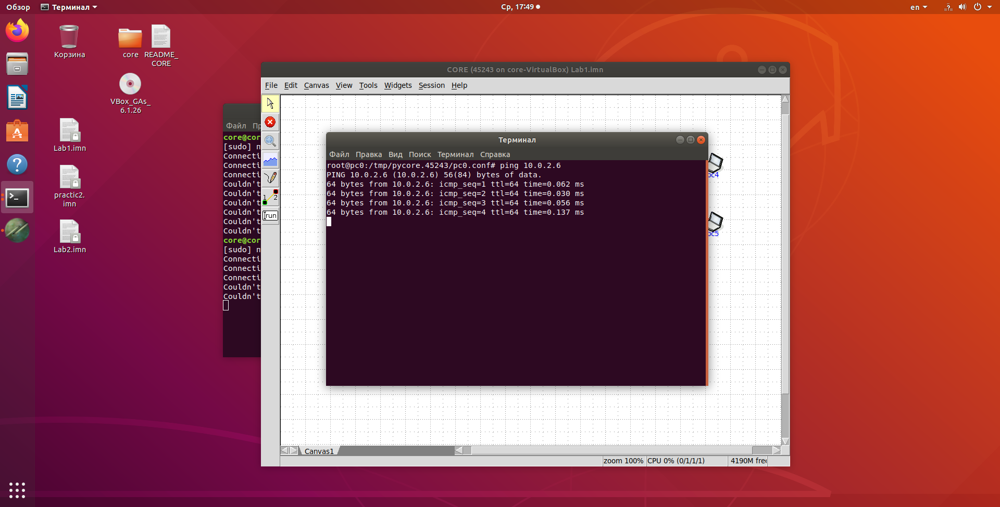 Обзор
Терминал
Ср, 17:49
en
Корзина
core
README_
CORE
VBox_GAs_
6.1.26
Lab1.imn
practic2.
imn
Lab2.imn
Файл
core@cor
[sudo]
Connecti
Connecti
Connecti
Couldn't
Couldn't
Couldn't
Couldn't
Couldn't
Couldn't
core@cor
[sudo]
Connecti
Connecti
Connecti
Couldn't
Couldn't
CORE (45243 on core-VirtualBox) Lab1.imn
File Edit Canvas View Tools Widgets Session Help
1 2
run
Терминал
Файл Правка Вид Поиск Терминал Справка
root@pc0:/tmp/pycore.45243/pc0.conf# ping 10.0.2.6
PING 10.0.2.6 (10.0.2.6) 56(84) bytes of data.
64 bytes from 10.0.2.6: icmp_seq=1 ttl=64 time=0.062 ms
64 bytes from 10.0.2.6: icmp_seq=2 ttl=64 time=0.030 ms
64 bytes from 10.0.2.6: icmp_seq=3 ttl=64 time=0.056 ms
64 bytes from 10.0.2.6: icmp_seq=4 ttl=64 time=0.137 ms
pc4
pc5
Canvas1
zoom 100% CPU 0% (0/1/1/1) 4190M free